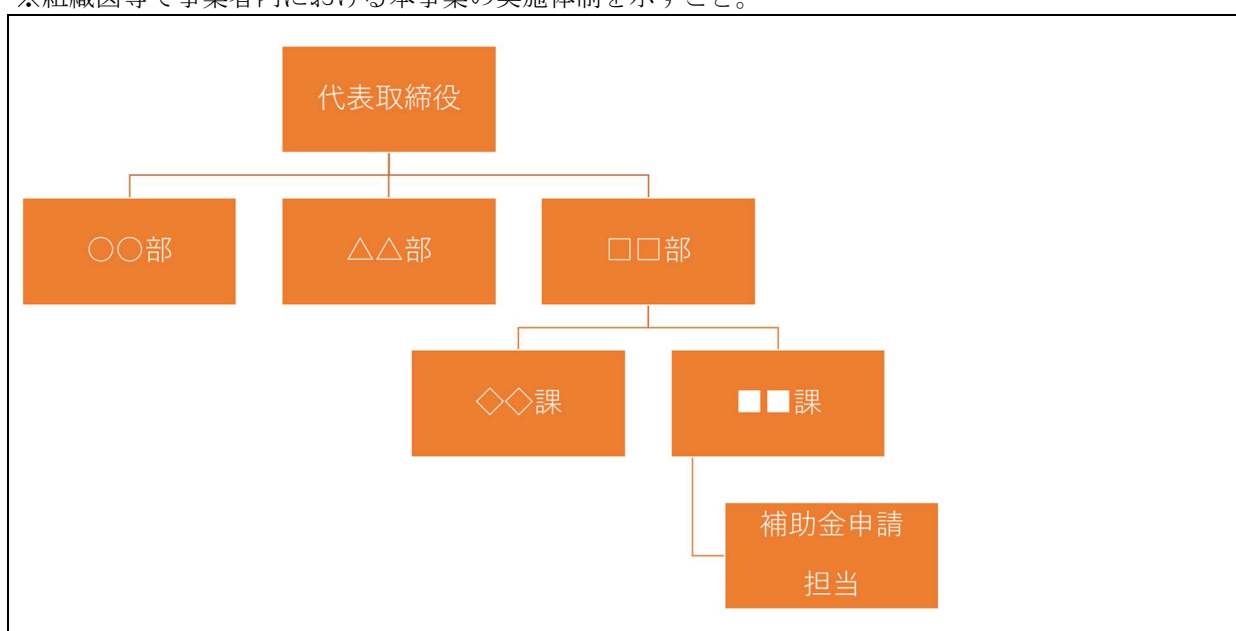 ※組織図等で事業者内における本事業の実施体制を示すこと。
代表取締役
○○部
△△部
□□部
◇◇課
■■課
補助金申請
担当